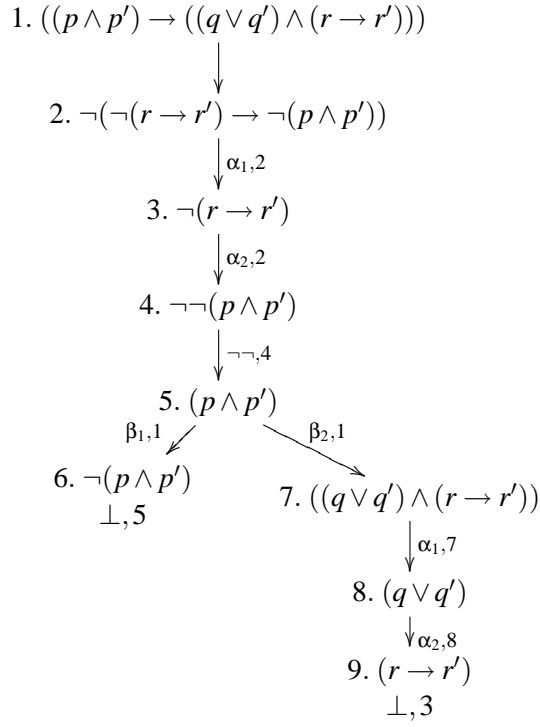 1. ((p ∧ p′) → ((q ∨ q′) ∧ (r → r′)))
2. ¬(¬(r → r′) → ¬(p ∧ p′))
α₁,2
3. ¬(r → r′)
α₂,2
4. ¬¬(p ∧ p′)
¬¬,4
5. (p ∧ p′)
β₁,1 β₂,1
6. ¬(p ∧ p′)
⊥,5
7. ((q ∨ q′) ∧ (r → r′))
α₁,7
8. (q ∨ q′)
α₂,8
9. (r → r′)
⊥,3